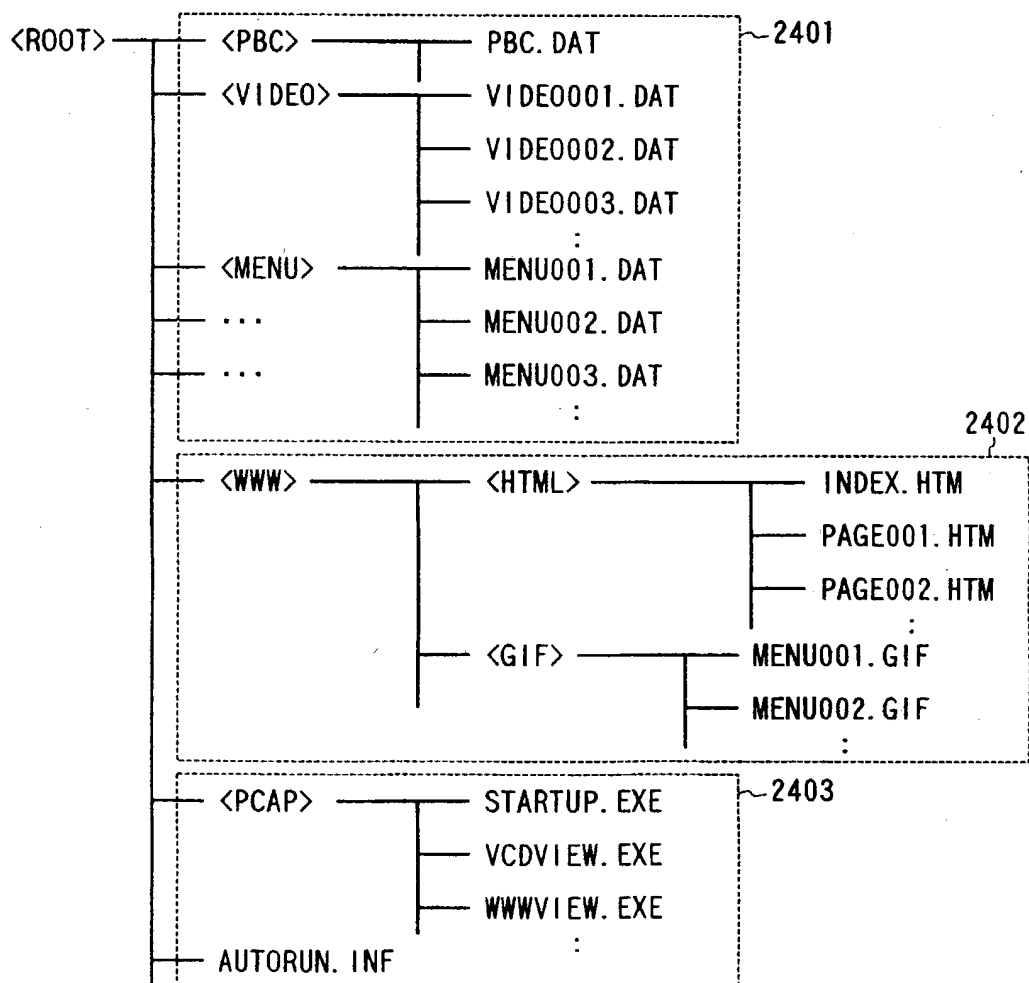 <ROOT> <PBC> PBC.DAT 2401
<VIDEO> VIDEO001.DAT
VIDEO002.DAT
VIDEO003.DAT
:
<MENU> MENU001.DAT
... MENU002.DAT
... MENU003.DAT
:
2402
<WWW> <HTML> INDEX.HTM
PAGE001.HTM
PAGE002.HTM
:
<GIF> MENU001.GIF
MENU002.GIF
:
<PCAP> STARTUP.EXE 2403
VCDVIEW.EXE
WWWVIEW.EXE
:
AUTORUN.INF